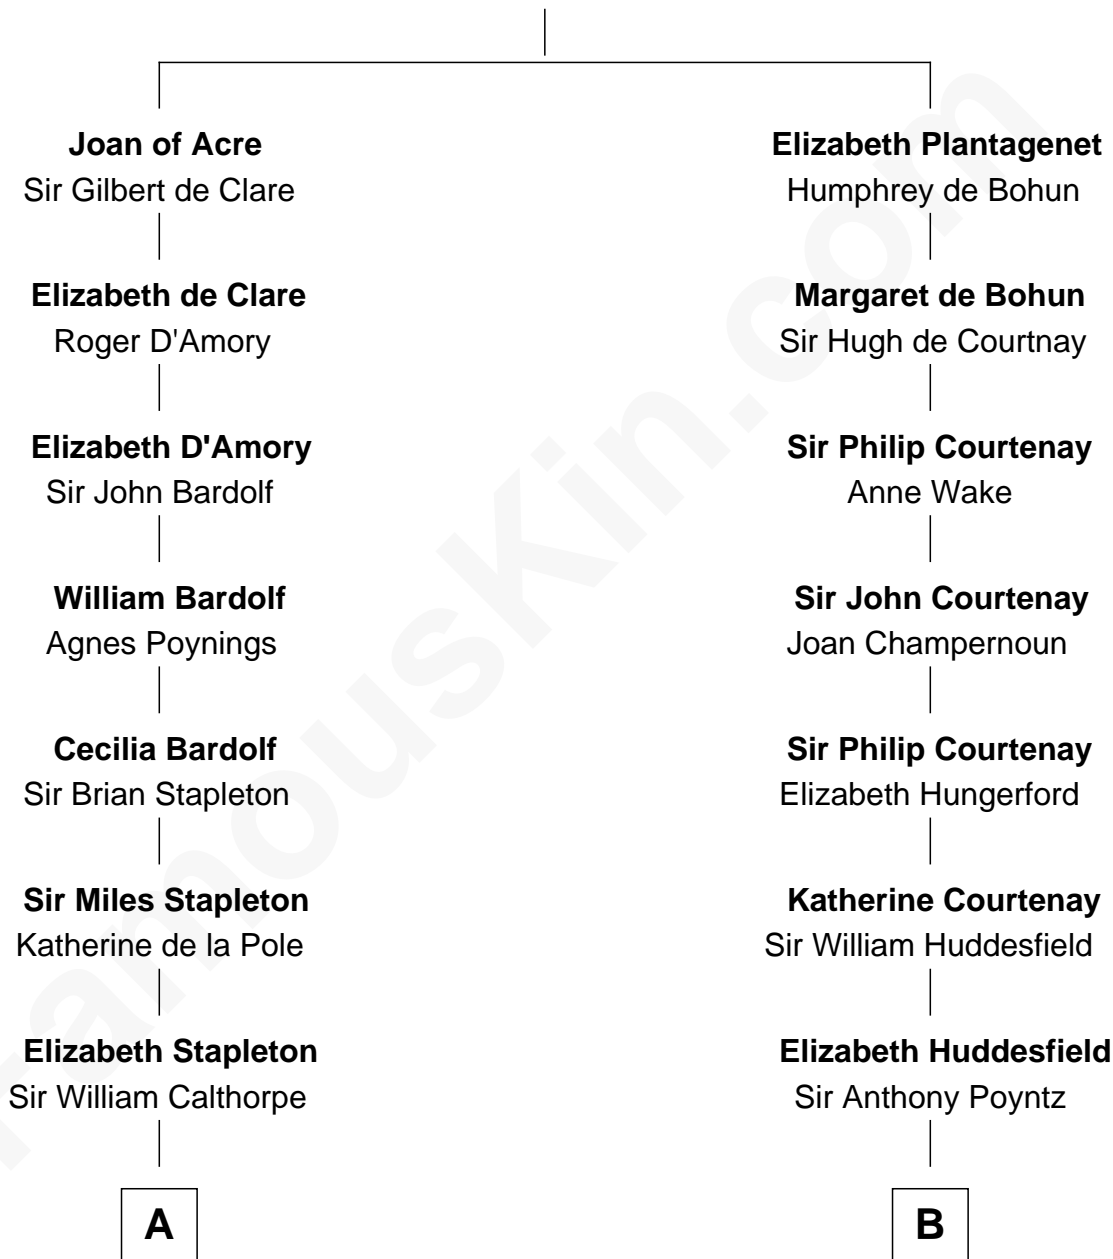 Joan of Acre
Sir Gilbert de Clare
Elizabeth de Clare
Roger D'Amory
Elizabeth D'Amory
Sir John Bardolf
William Bardolf
Agnes Poynings
Cecilia Bardolf
Sir Brian Stapleton
Sir Miles Stapleton
Katherine de la Pole
Elizabeth Stapleton
Sir William Calthorpe
A
Elizabeth Plantagenet
Humphrey de Bohun
Margaret de Bohun
Sir Hugh de Courtnay
Sir Philip Courtenay
Anne Wake
Sir John Courtenay
Joan Champernoun
Sir Philip Courtenay
Elizabeth Hungerford
Katherine Courtenay
Sir William Huddesfield
Elizabeth Huddesfield
Sir Anthony Poyntz
B
FamousKin.com